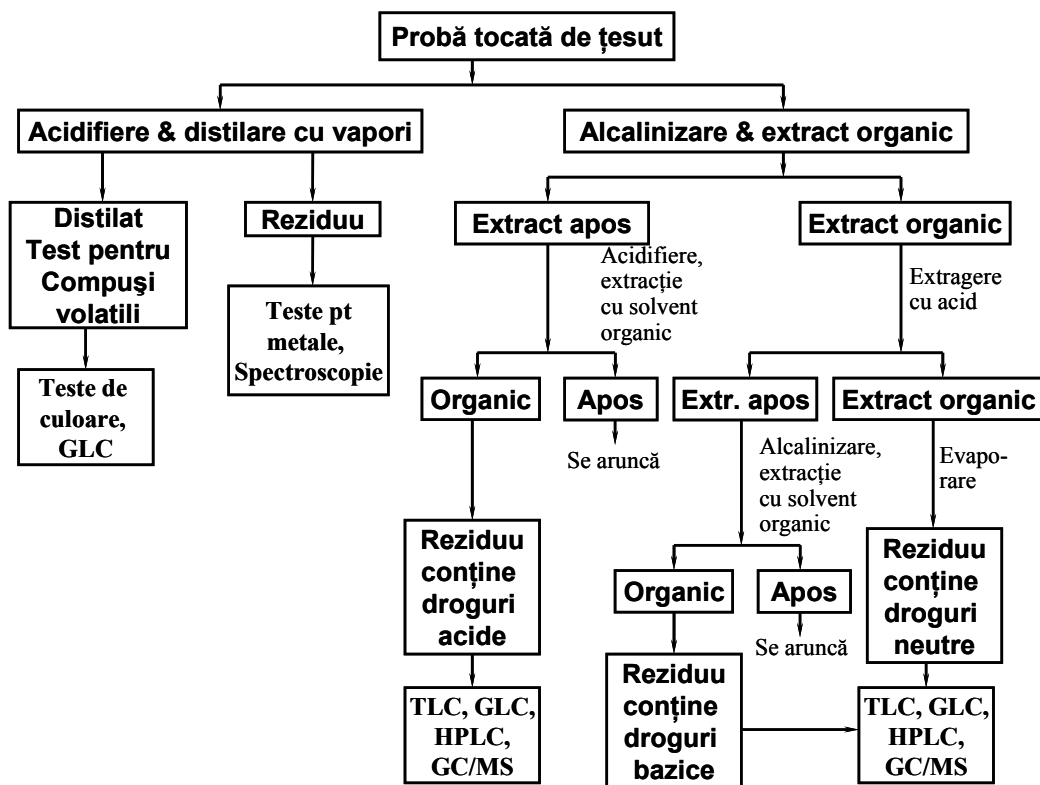 Probă tocată de țesut
Acidifiere & distilare cu vapori
Alcalinizare & extract organic
Distilat
Test pentru
Compuşi
volatili
Reziduu
Extract apos
Extract organic
Teste pt
metale,
Spectroscopie
Acidifiere,
extracție
cu solvent
organic
Extragere
cu acid
Teste de
culoare,
GLC
Organic
Apos
Extr. apos
Extract organic
Se aruncă
Alcalinizare,
extracție
cu solvent
organic
Evapo-
rare
Reziduu
conține
droguri
acide
Organic
Apos
Reziduu
conține
droguri
neutre
Se aruncă
Reziduu
conține
droguri
bazice
TLC, GLC,
HPLC,
GC/MS
TLC, GLC,
HPLC,
GC/MS